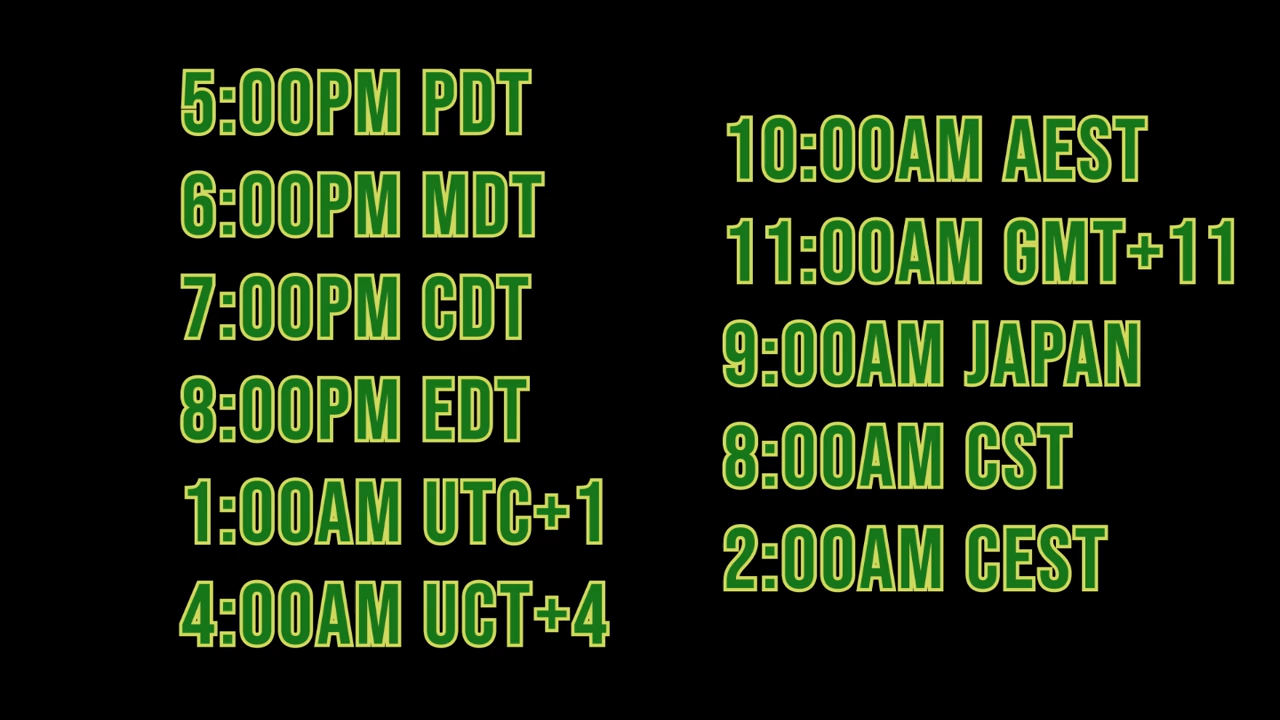 5:00PM PDT
6:00PM MDT
7:00PM CDT
8:00PM EDT
1:00AM UTC+1
4:00AM UCT+4
10:00AM AEST
11:00AM GMT+11
9:00AM JAPAN
8:00AM CST
2:00AM CEST